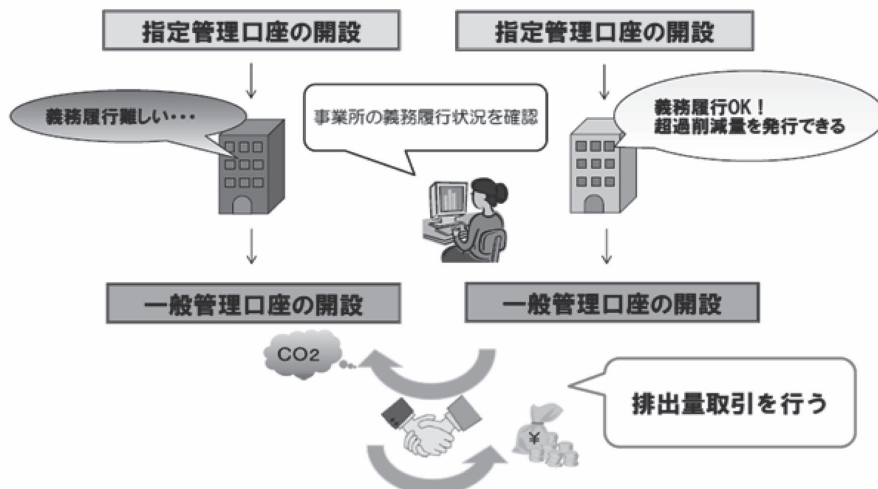 指定管理口座の開設
指定管理口座の開設
義務履行難しい・・・
事業所の義務履行状況を確認
義務履行OK！
超過削減量を発行できる
一般管理口座の開設
一般管理口座の開設
CO2
排出量取引を行う
¥